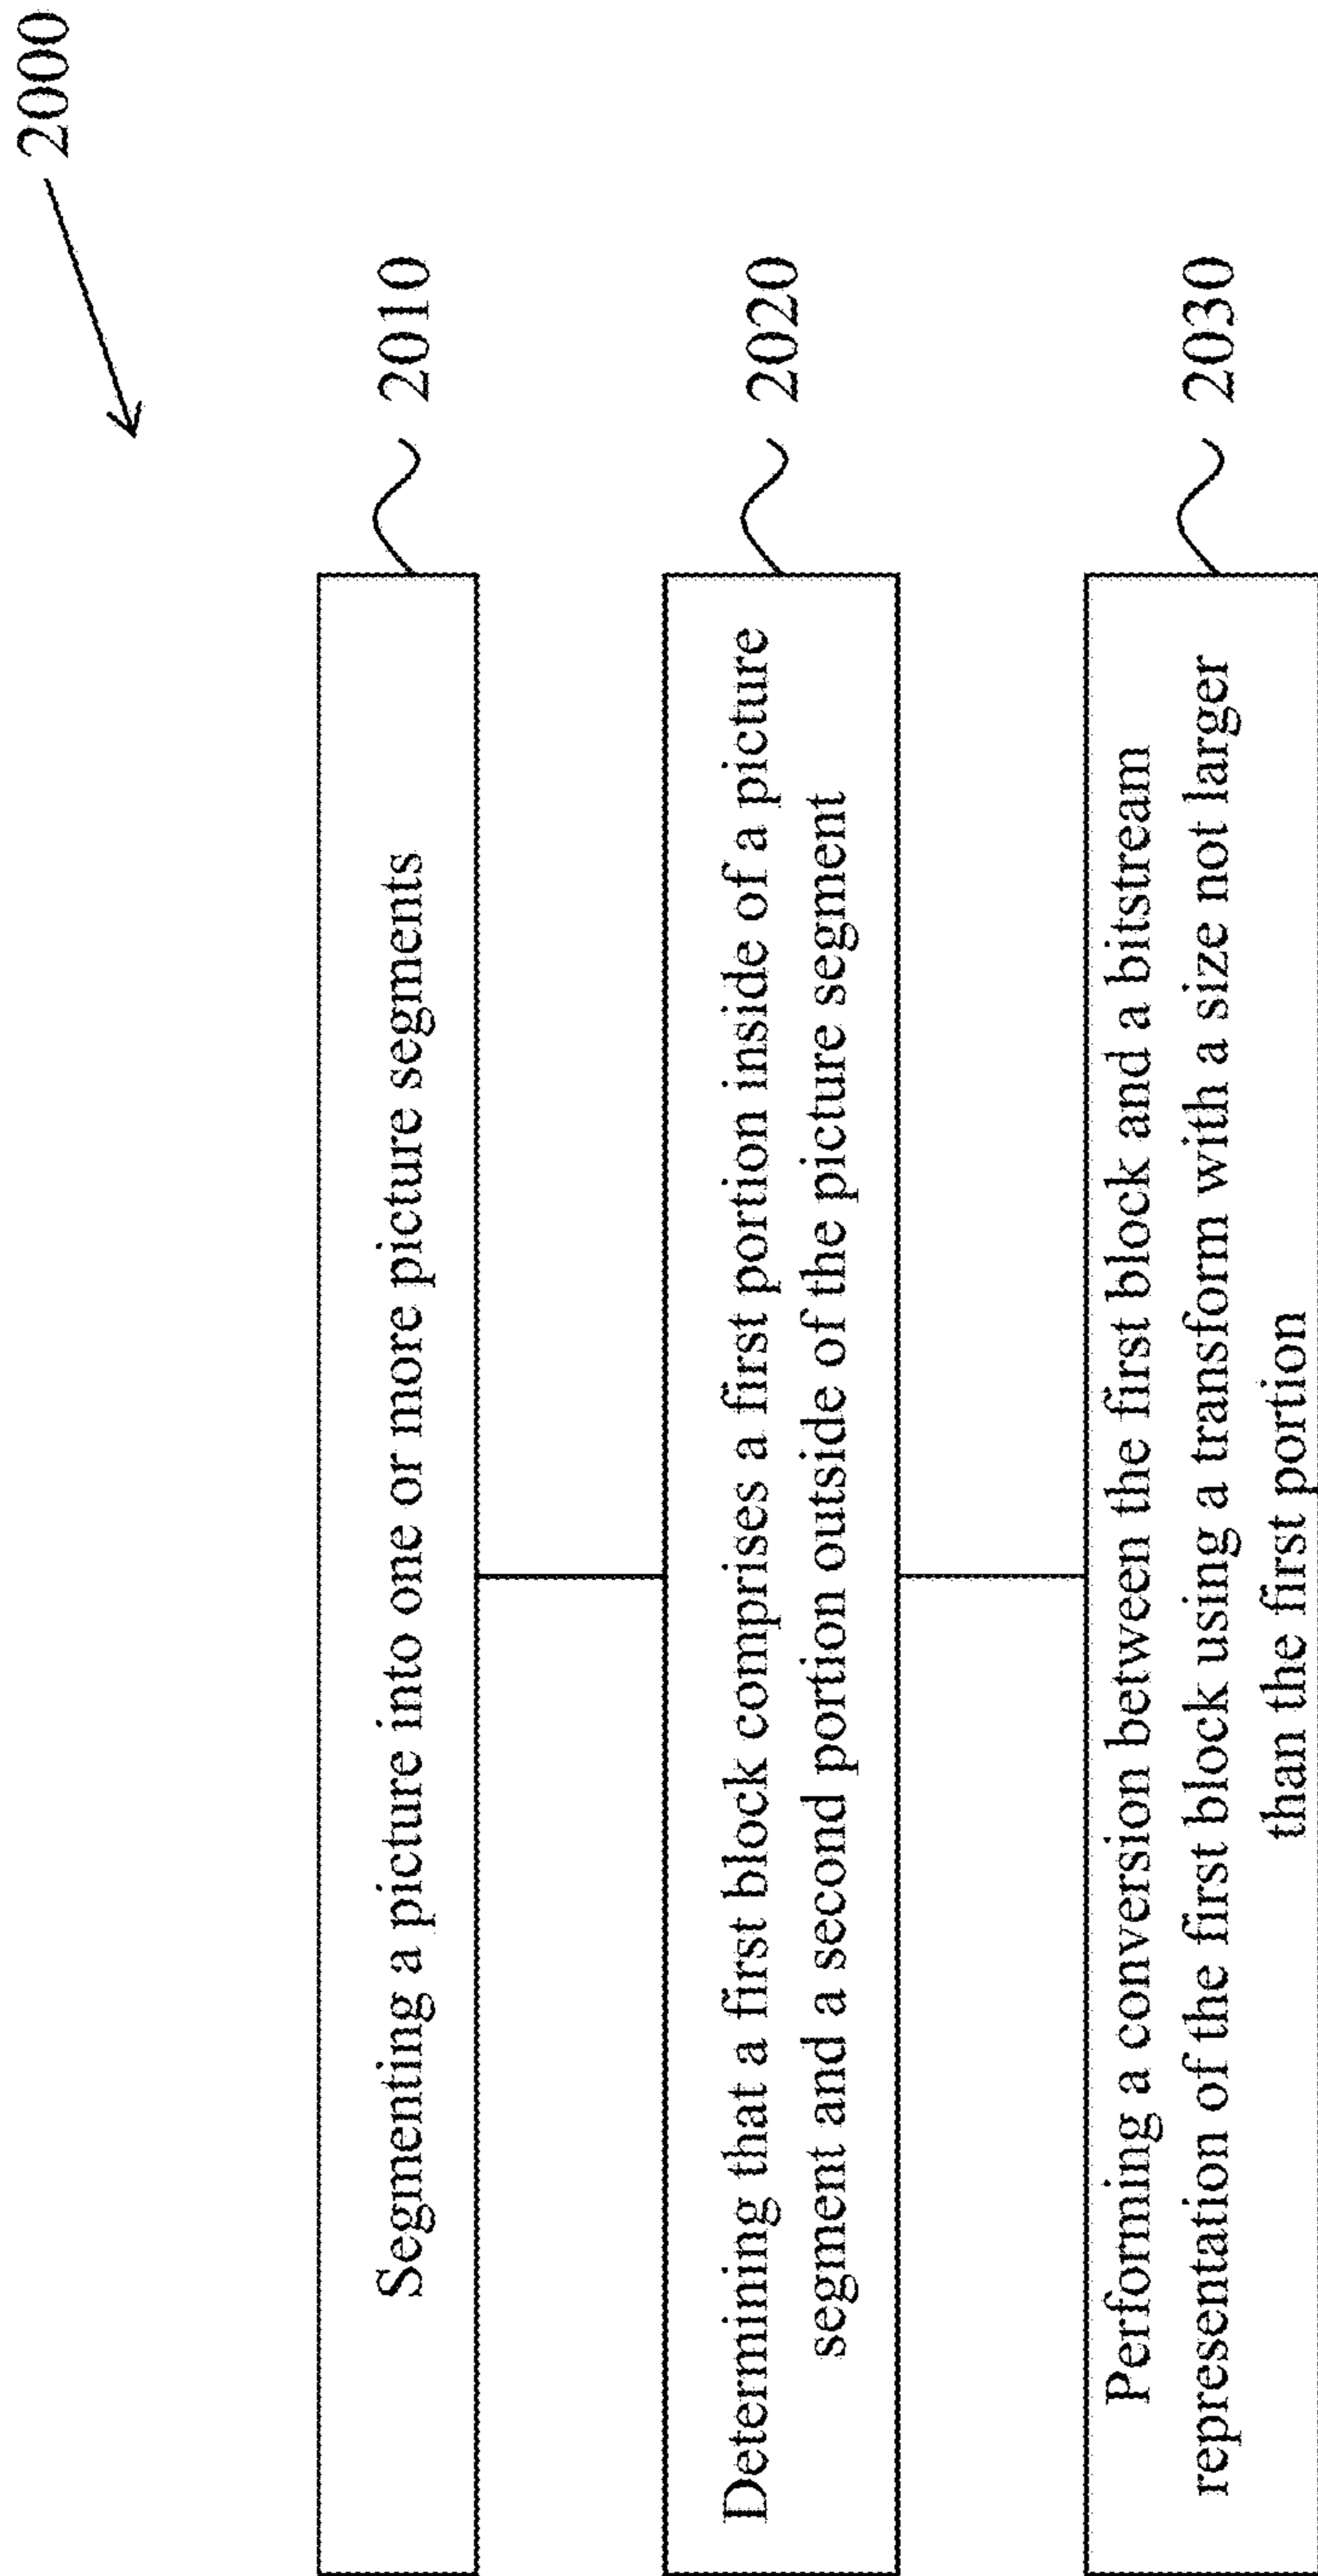 2000
Segmenting a picture into one or more picture segments
2010
Determining that a first block comprises a first portion inside of a picture
segment and a second portion outside of the picture segment
2020
Performing a conversion between the first block and a bitstream
representation of the first block using a transform with a size not larger
than the first portion
2030